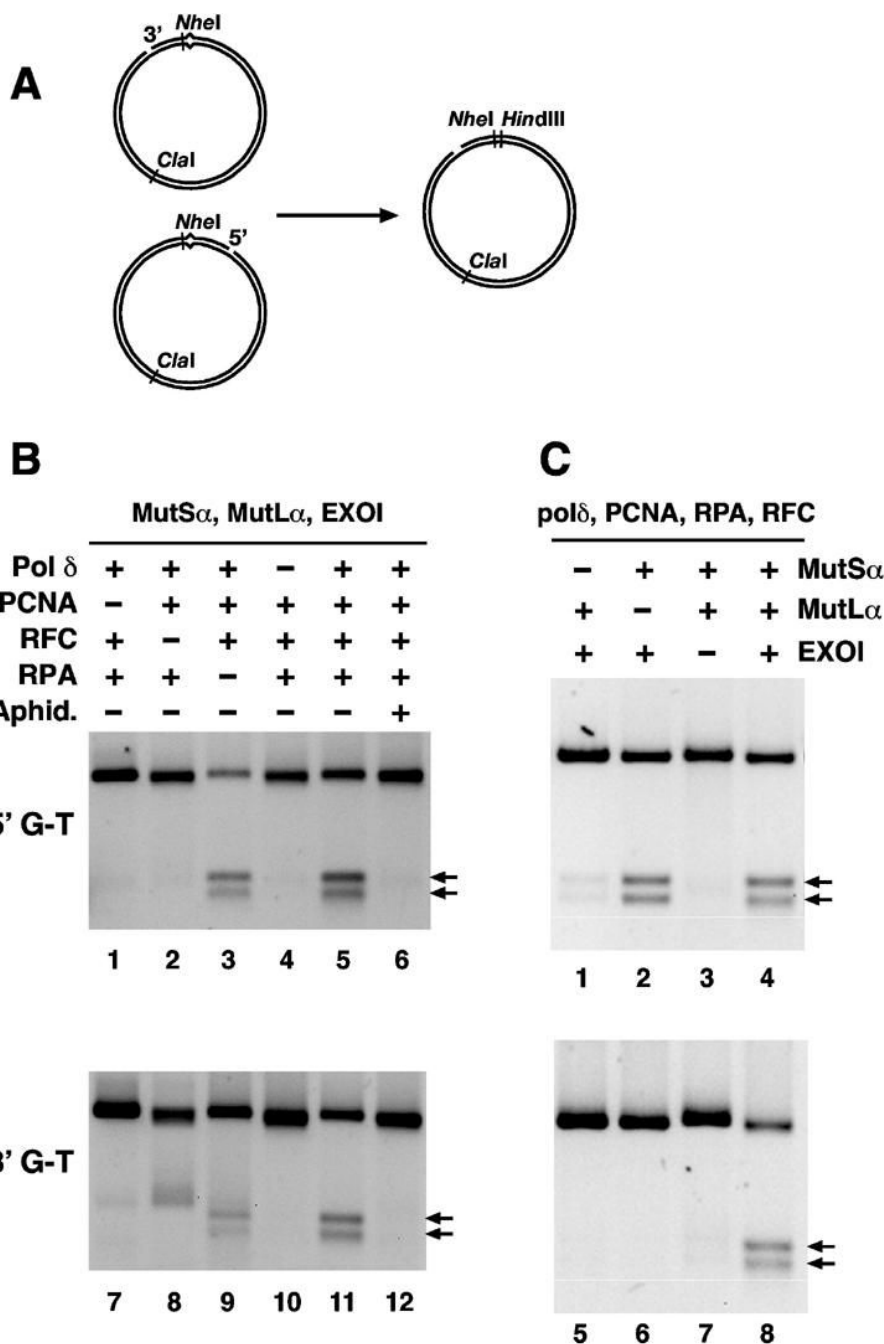 A
3’ NheI
ClaI
NheI 5’
ClaI
NheI HindIII
ClaI
B
MutSα, MutLα, EXOI
Pol δ + + + − + +
PCNA − + + + + +
RFC + − + + + +
RPA + + − + + +
Aphid. − − − − − +
5’ G-T
1 2 3 4 5 6
3’ G-T
7 8 9 10 11 12
C
polδ, PCNA, RPA, RFC
− + + + MutSα
+ − + + MutLα
+ + − + EXOI
1 2 3 4
5 6 7 8